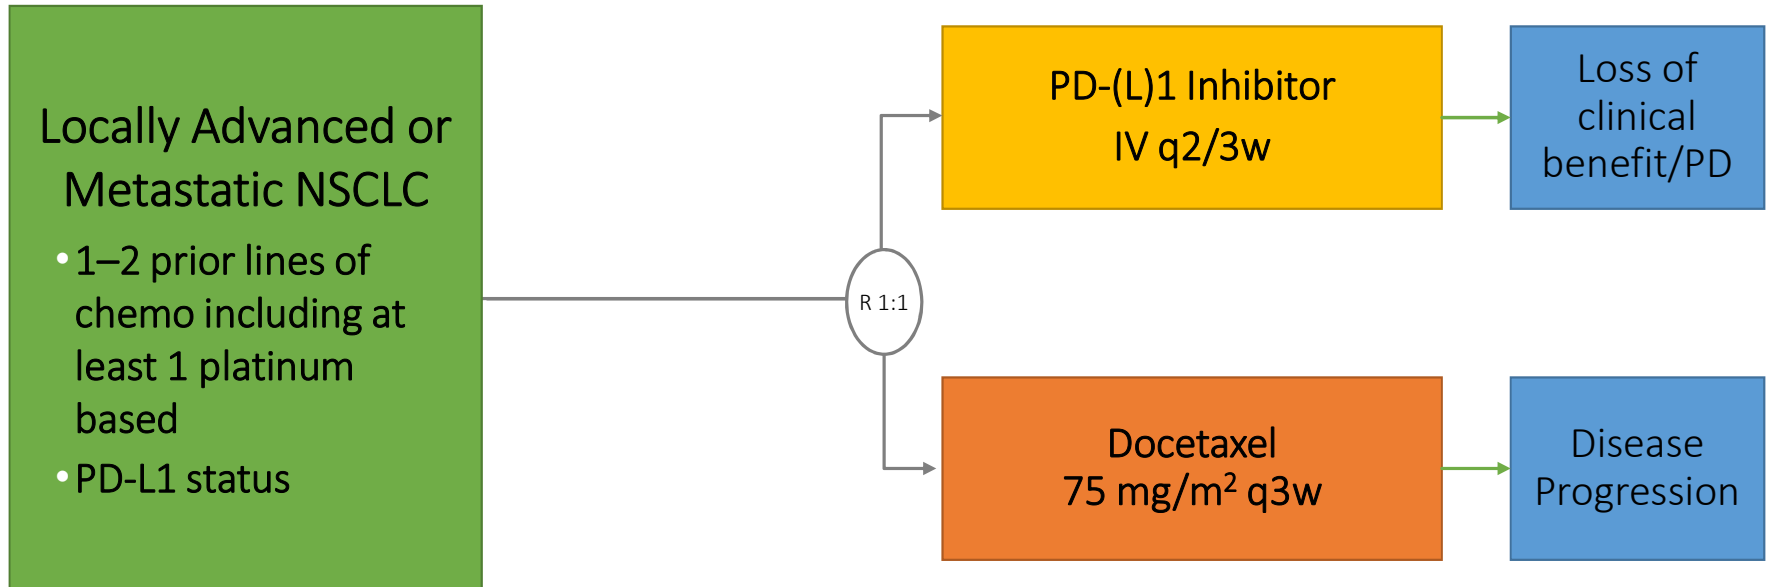 Locally Advanced or
Metastatic NSCLC
• 1–2 prior lines of
chemo including at
least 1 platinum
based
• PD-L1 status
R 1:1
PD-(L)1 Inhibitor
IV q2/3w
Loss of
clinical
benefit/PD
Docetaxel
75 mg/m² q3w
Disease
Progression